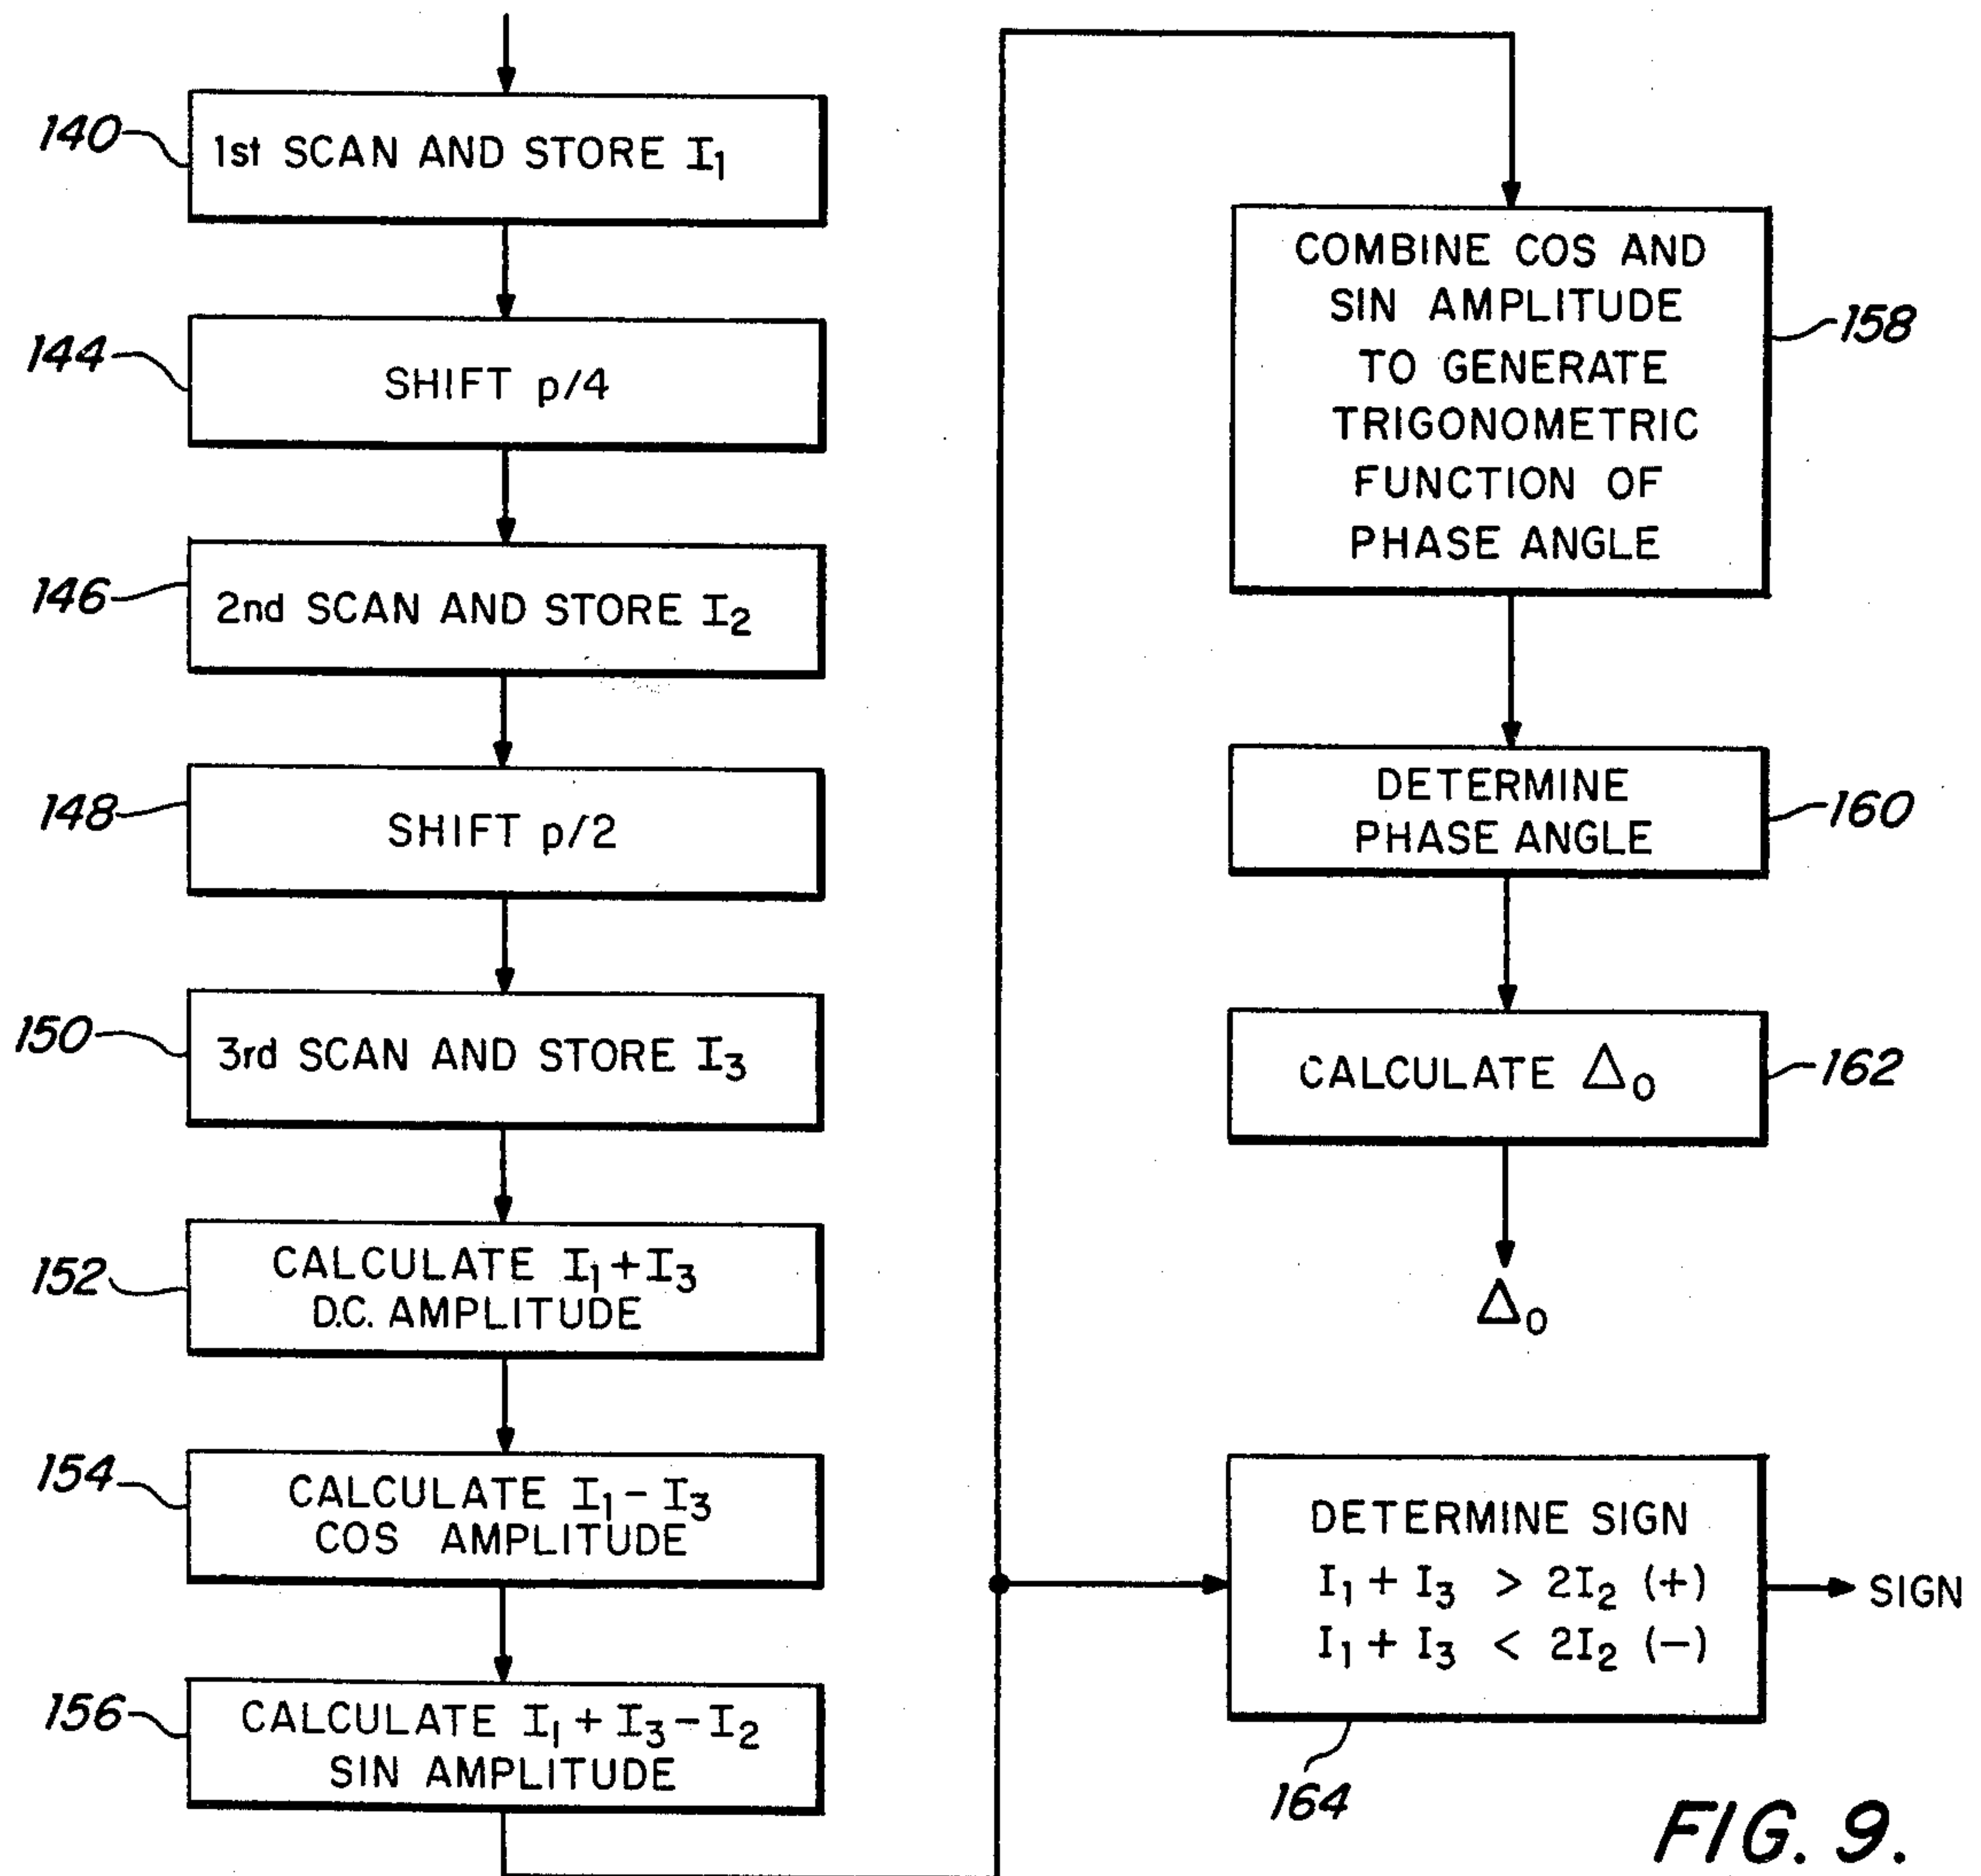 140
1st SCAN AND STORE I₁
144
SHIFT p/4
146
2nd SCAN AND STORE I₂
148
SHIFT p/2
150
3rd SCAN AND STORE I₃
152
CALCULATE I₁+I₃
D.C. AMPLITUDE
154
CALCULATE I₁-I₃
COS AMPLITUDE
156
CALCULATE I₁+I₃-I₂
SIN AMPLITUDE
COMBINE COS AND
SIN AMPLITUDE
TO GENERATE
TRIGONOMETRIC
FUNCTION OF
PHASE ANGLE
158
DETERMINE
PHASE ANGLE
160
CALCULATE Δ₀
162
Δ₀
DETERMINE SIGN
I₁ + I₃ > 2I₂ (+)
I₁ + I₃ < 2I₂ (−)
SIGN
164
FIG. 9.